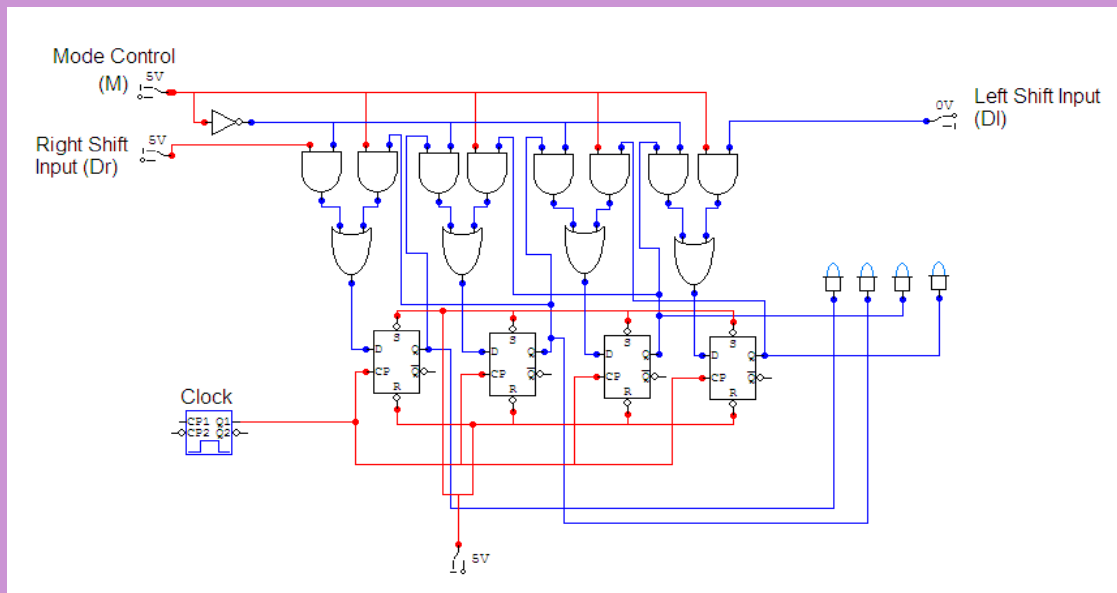 Mode Control
(M)
5V
Right Shift
Input (Dr)
5V
0V
Left Shift Input
(Dl)
S
D Q
CP Q
R
S
D Q
CP Q
R
S
D Q
CP Q
R
S
D Q
CP Q
R
Clock
CP1 Q1
CP2 Q2
5V